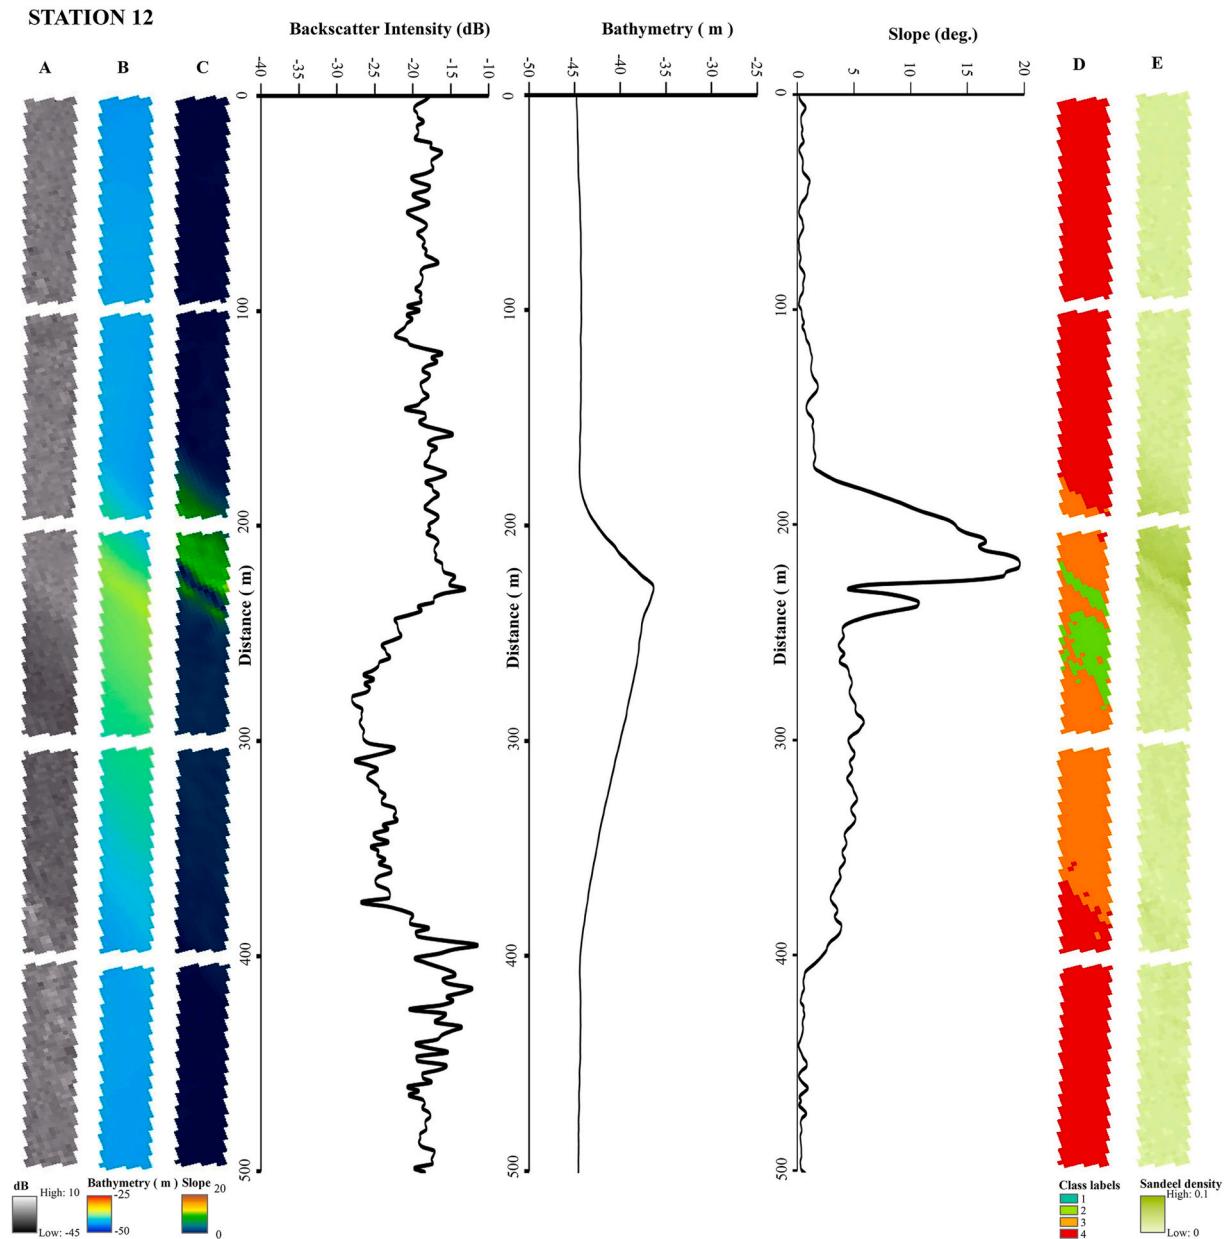 STATION 12
A B C
Backscatter Intensity (dB)
-40 -35 -30 -25 -20 -15 -10
0 100 200 300 400 500
Distance ( m)
Bathymetry ( m )
-50 -45 -40 -35 -30 -25
0 100 200 300 400 500
Distance ( m)
Slope (deg.)
0 5 10 15 20
0 100 200 300 400 500
Distance ( m)
D E
dB
High: 10
Low: -45
Bathymetry ( m )
-25
-50
Slope
20
0
Class labels
1
2
3
4
Sandeel density
High: 0.1
Low: 0